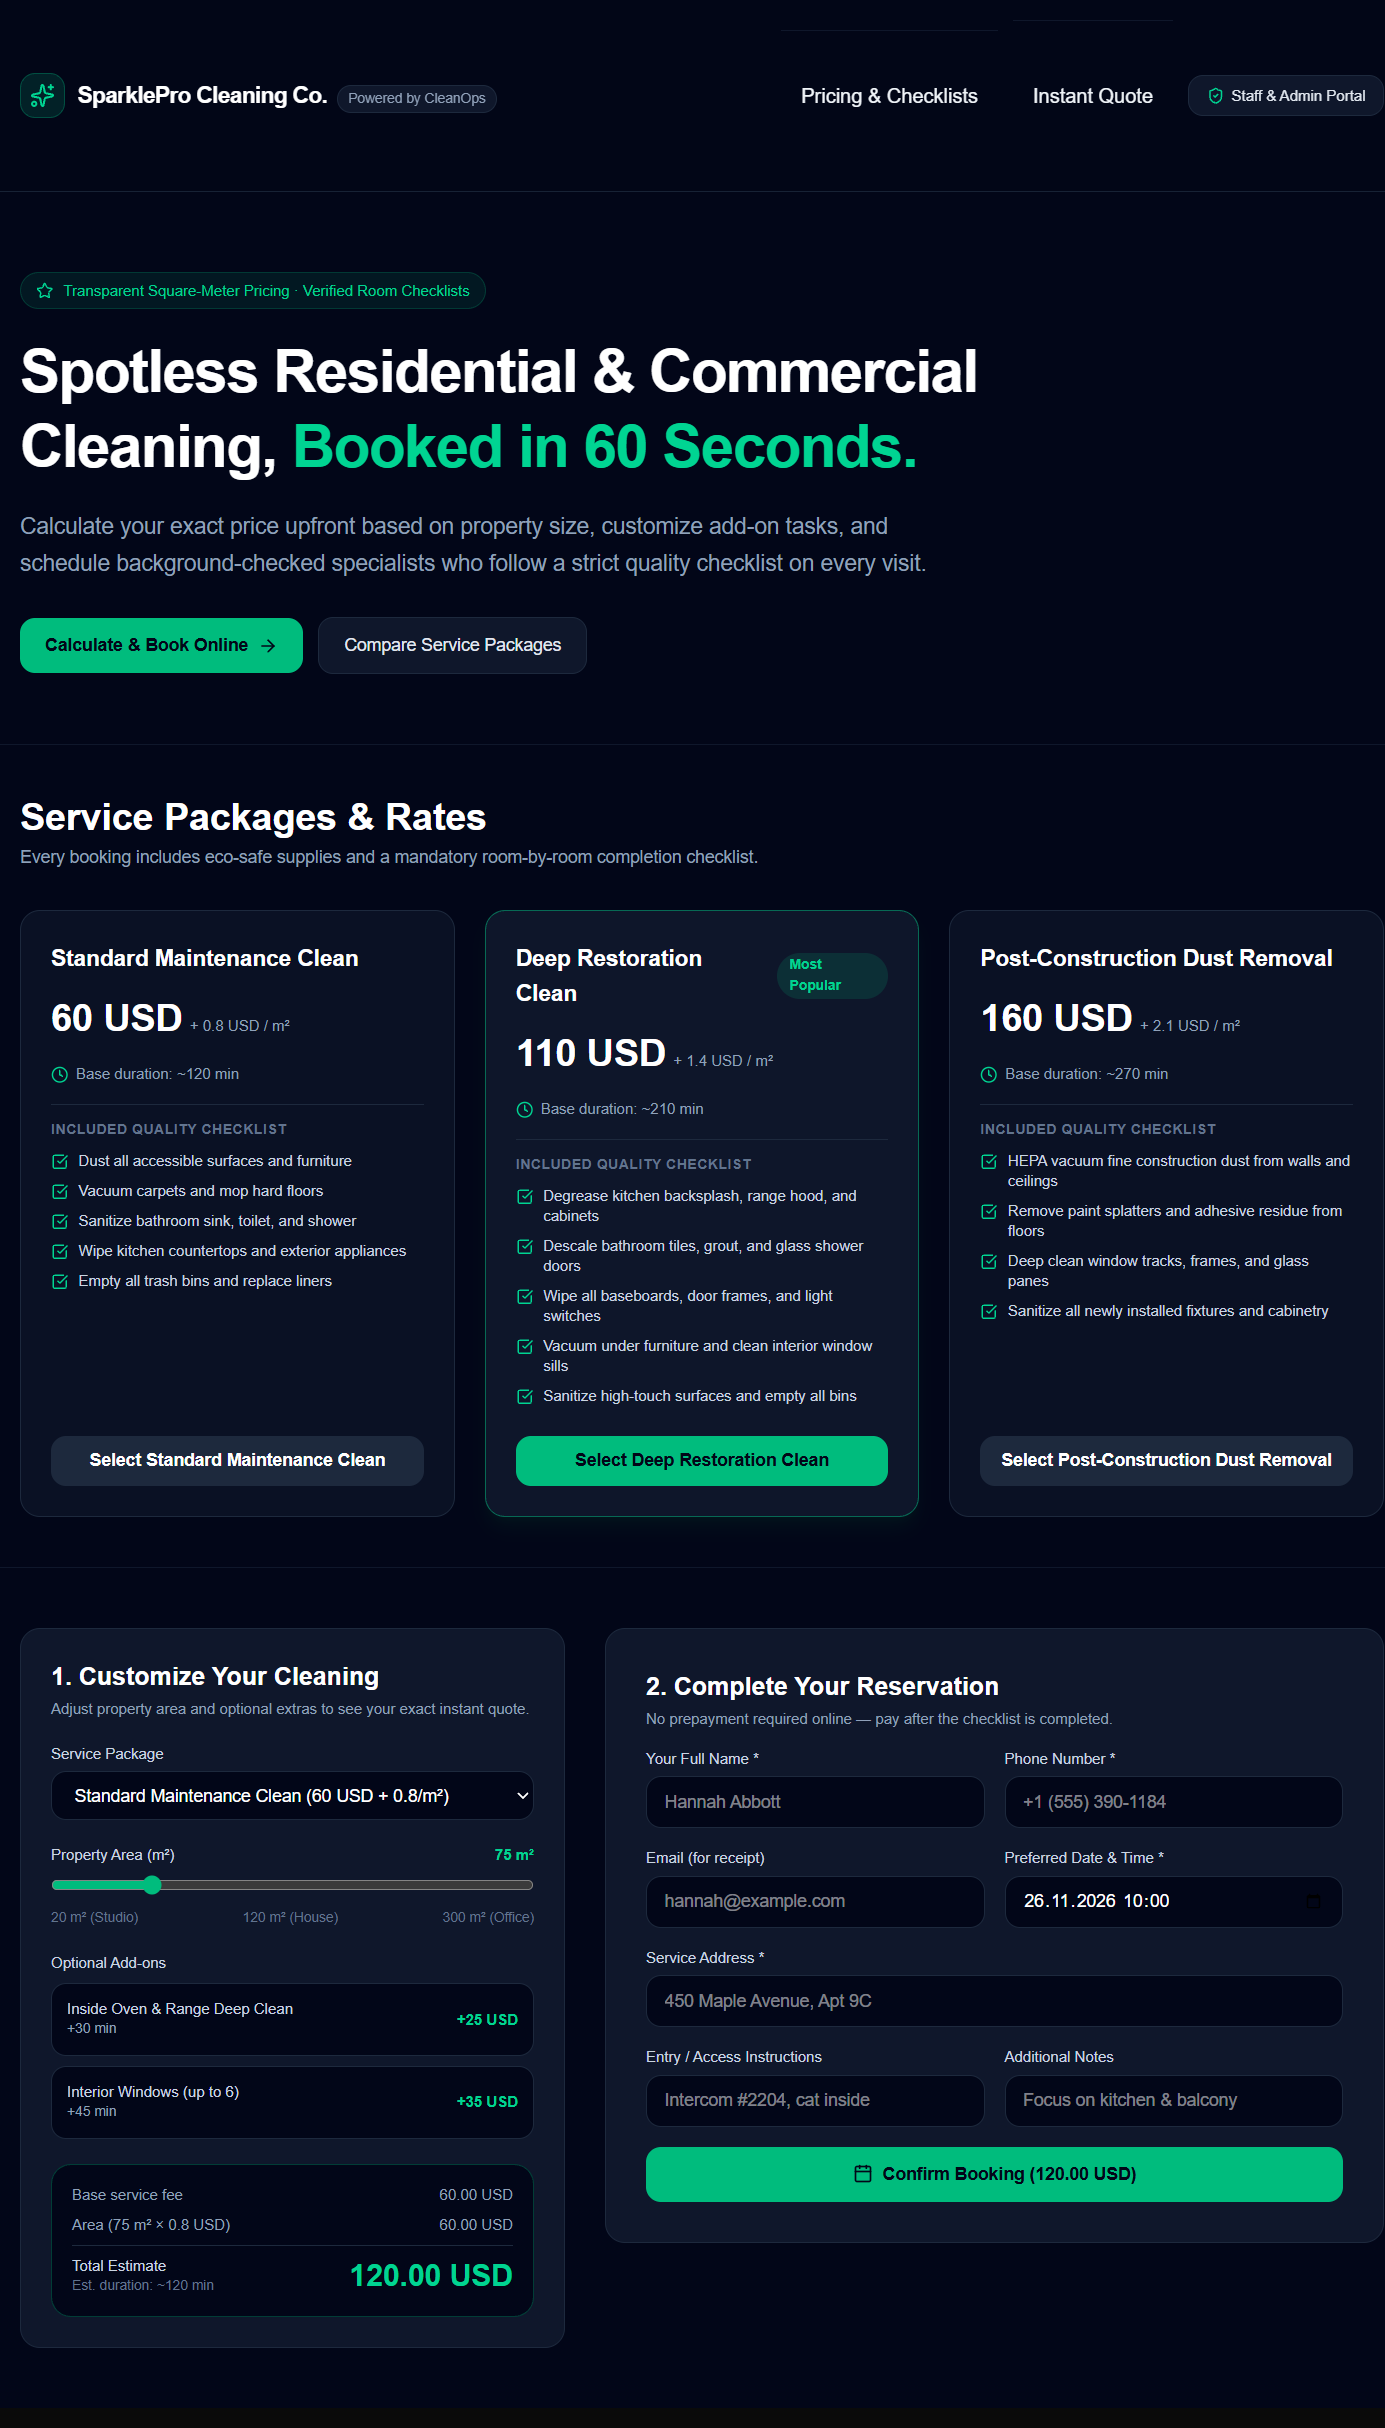 SparklePro Cleaning Co.
Powered by CleanOps
Pricing & Checklists
Instant Quote
Staff & Admin Portal
Transparent Square-Meter Pricing · Verified Room Checklists
Spotless Residential & Commercial
Cleaning, Booked in 60 Seconds.
Calculate your exact price upfront based on property size, customize add-on tasks, and
schedule background-checked specialists who follow a strict quality checklist on every visit.
Calculate & Book Online
Compare Service Packages
Service Packages & Rates
Every booking includes eco-safe supplies and a mandatory room-by-room completion checklist.
Standard Maintenance Clean
60 USD + 0.8 USD / m²
Base duration: ~120 min
INCLUDED QUALITY CHECKLIST
Dust all accessible surfaces and furniture
Vacuum carpets and mop hard floors
Sanitize bathroom sink, toilet, and shower
Wipe kitchen countertops and exterior appliances
Empty all trash bins and replace liners
Select Standard Maintenance Clean
Deep Restoration
Clean
Most
Popular
110 USD + 1.4 USD / m²
Base duration: ~210 min
INCLUDED QUALITY CHECKLIST
Degrease kitchen backsplash, range hood, and
cabinets
Descale bathroom tiles, grout, and glass shower
doors
Wipe all baseboards, door frames, and light
switches
Vacuum under furniture and clean interior window
sills
Sanitize high-touch surfaces and empty all bins
Select Deep Restoration Clean
Post-Construction Dust Removal
160 USD + 2.1 USD / m²
Base duration: ~270 min
INCLUDED QUALITY CHECKLIST
HEPA vacuum fine construction dust from walls and
ceilings
Remove paint splatters and adhesive residue from
floors
Deep clean window tracks, frames, and glass
panes
Sanitize all newly installed fixtures and cabinetry
Select Post-Construction Dust Removal
1. Customize Your Cleaning
Adjust property area and optional extras to see your exact instant quote.
Service Package
Standard Maintenance Clean (60 USD + 0.8/m²)
Property Area (m²)
75 m²
20 m² (Studio)
120 m² (House)
300 m² (Office)
Optional Add-ons
Inside Oven & Range Deep Clean
+30 min
+25 USD
Interior Windows (up to 6)
+45 min
+35 USD
Base service fee
60.00 USD
Area (75 m² × 0.8 USD)
60.00 USD
Total Estimate
Est. duration: ~120 min
120.00 USD
2. Complete Your Reservation
No prepayment required online — pay after the checklist is completed.
Your Full Name *
Phone Number *
Hannah Abbott
+1 (555) 390-1184
Email (for receipt)
Preferred Date & Time *
hannah@example.com
26.11.2026 10:00
Service Address *
450 Maple Avenue, Apt 9C
Entry / Access Instructions
Additional Notes
Intercom #2204, cat inside
Focus on kitchen & balcony
Confirm Booking (120.00 USD)